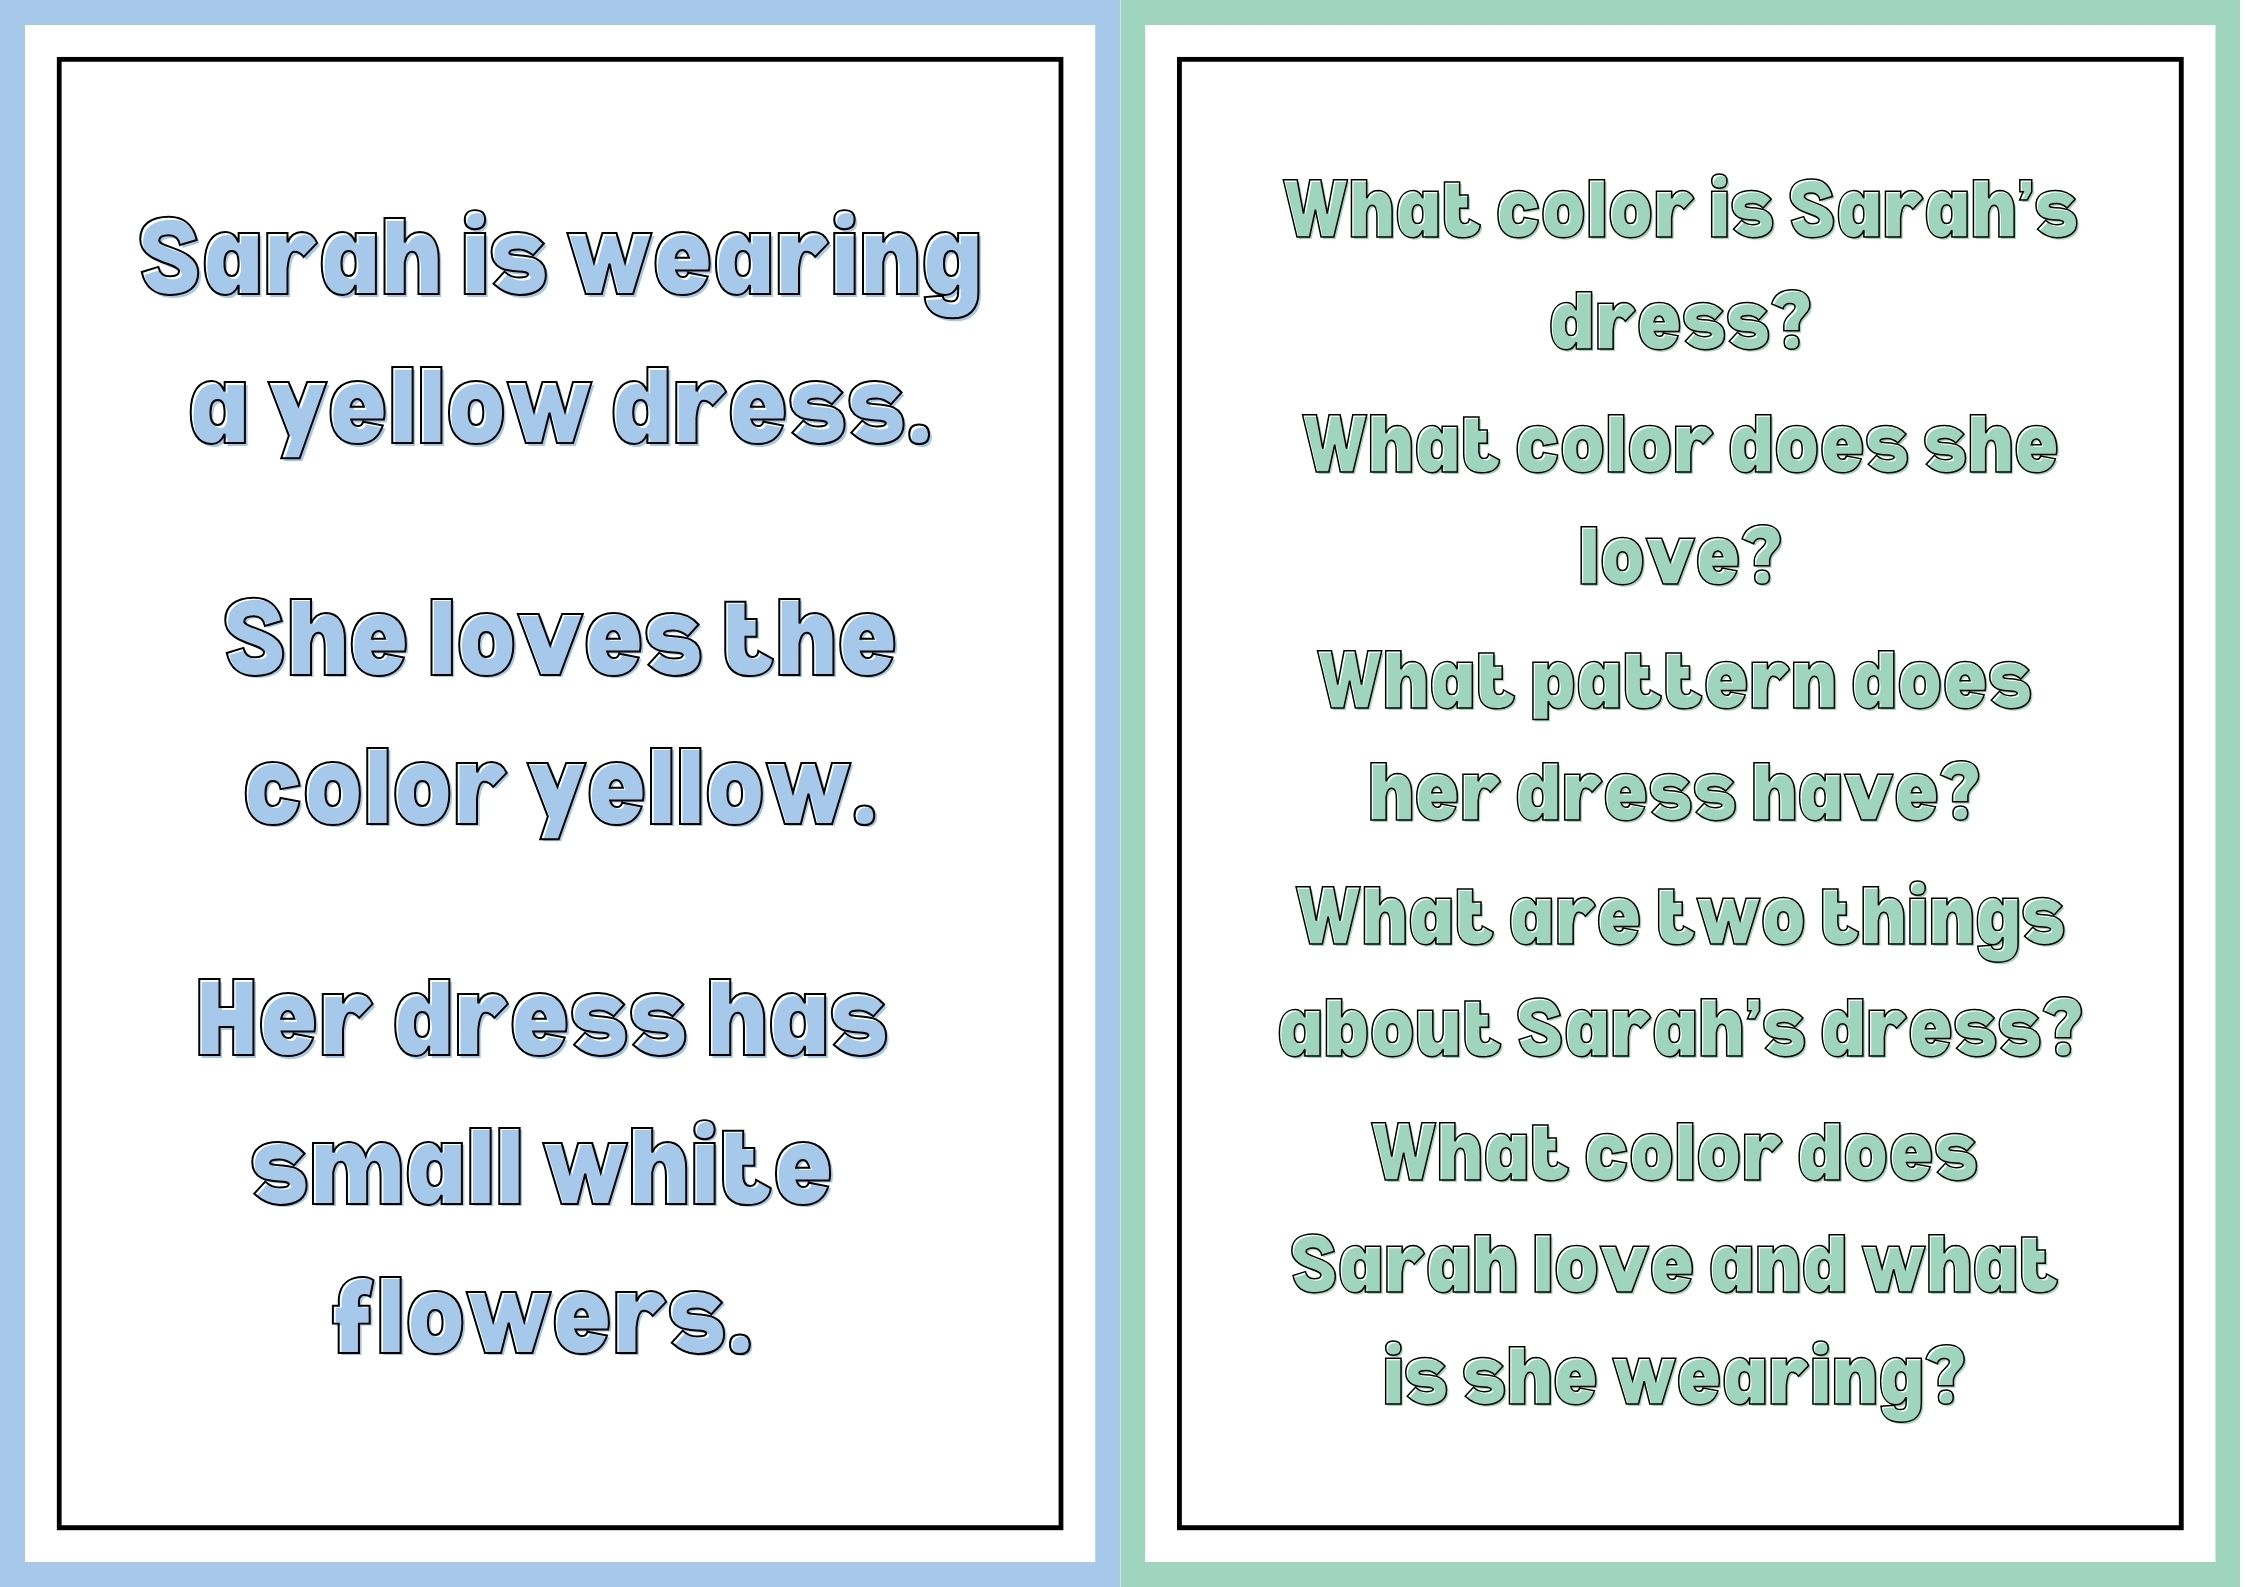 Sarah is wearing
a yellow dress.
She loves the
color yellow.
Her dress has
small white
flowers.
What color is Sarah's
dress?
What color does she
love?
What pattern does
her dress have?
What are two things
about Sarah's dress?
What color does
Sarah love and what
is she wearing?